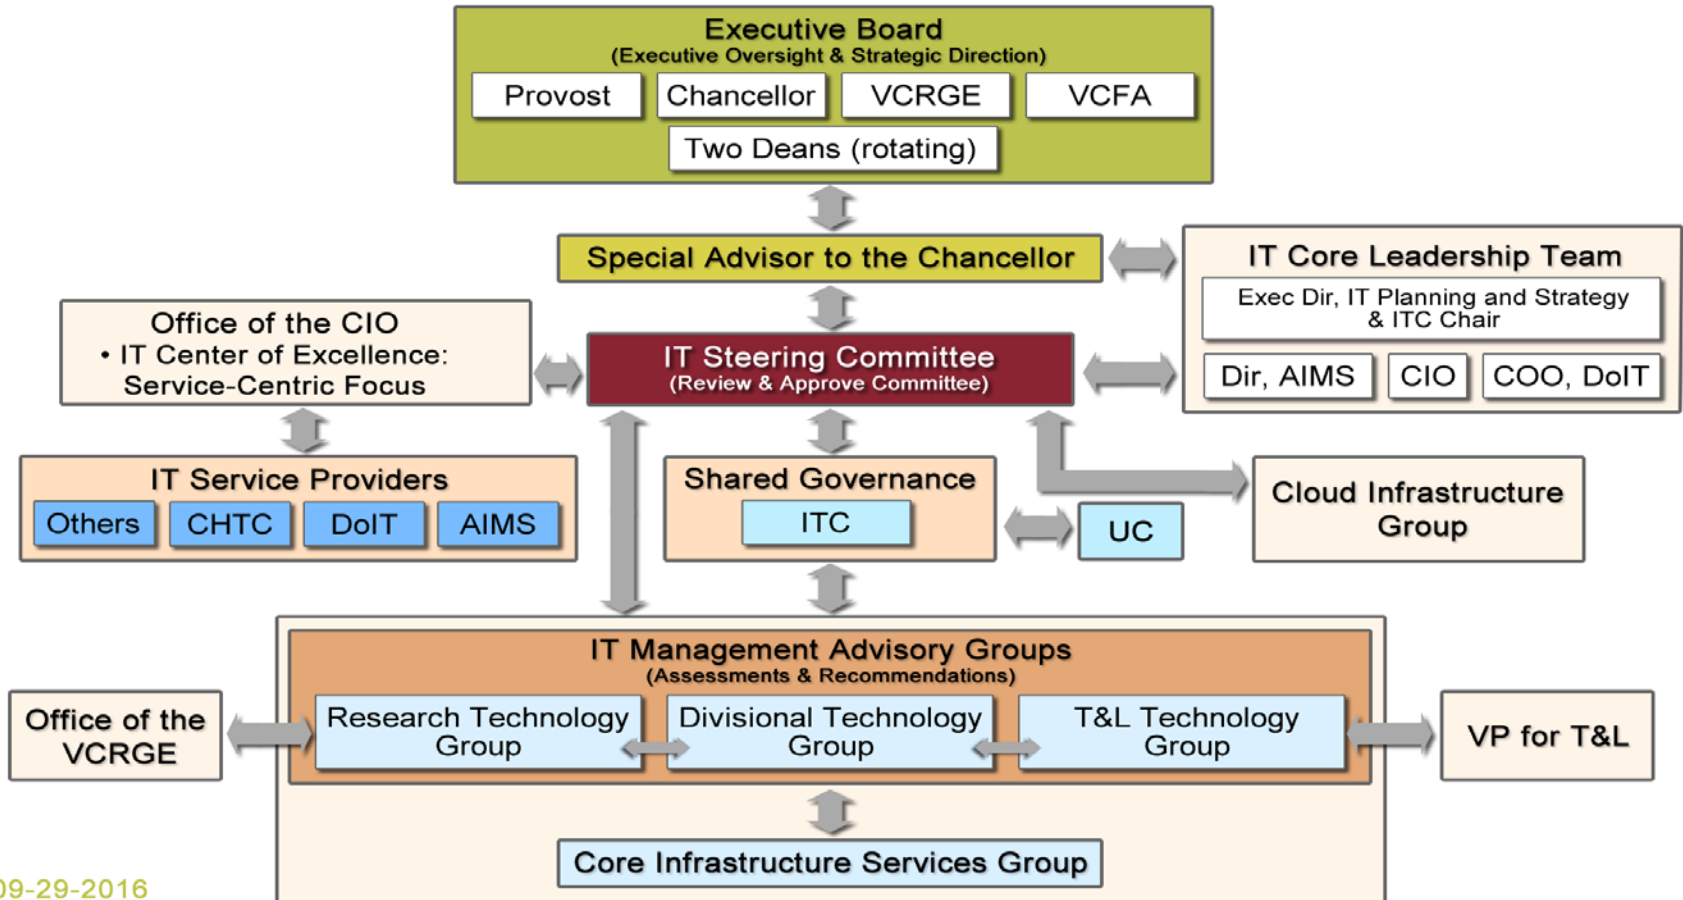 Executive Board
(Executive Oversight & Strategic Direction)
Provost
Chancellor
VCRGE
VCFA
Two Deans (rotating)
Special Advisor to the Chancellor
IT Core Leadership Team
Exec Dir, IT Planning and Strategy
& ITC Chair
Dir, AIMS
CIO
COO, DoIT
Office of the CIO
• IT Center of Excellence:
Service-Centric Focus
IT Steering Committee
(Review & Approve Committee)
IT Service Providers
Others
CHTC
DoIT
AIMS
Shared Governance
ITC
UC
Cloud Infrastructure
Group
IT Management Advisory Groups
(Assessments & Recommendations)
Office of the
VCRGE
Research Technology
Group
Divisional Technology
Group
T&L Technology
Group
VP for T&L
Core Infrastructure Services Group
09-29-2016